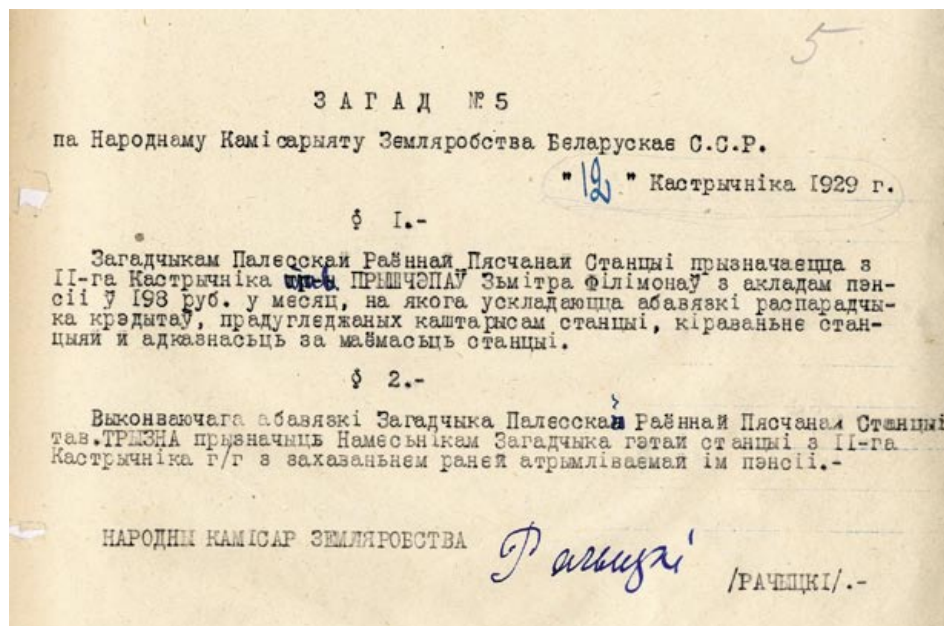 5
ЗАГАД № 5
па Народнаму Камісарыяту Земляробства Беларускае С.С.Р.
"12" Кастрычніка 1929 г.
§ I.-
Загадчыкам Палесскай Раённай Пясчанай Станцыі прызначаецца з
II-га Кастрычніка ПРЫШЧЭПАЎ Зьмітра Філімонаў з акладам пэн-
сіі ў 198 руб. у месяц, на якога ускладаюцца абавязкі распарадчы-
ка крэдытаў, прадугледжаных каштарысам станцыі, кіраваньне стан-
цыяй и адказнасьць за маёмасьць станцыі.
§ 2.-
Выконваючага абавязкі Загадчыка Палесскай Раённай Пясчанай Станцыі
тав.ТРЫЗНА прызначыць Намесьнікам Загадчыка гэтай станцыі з II-га
Кастрычніка г/г з захаваньнем раней атрымліваемай ім пэнсіі.-
НАРОДНЫ КАМІСАР ЗЕМЛЯРОБСТВА
Рачыцкі
/РАЧЫЦКІ/.-